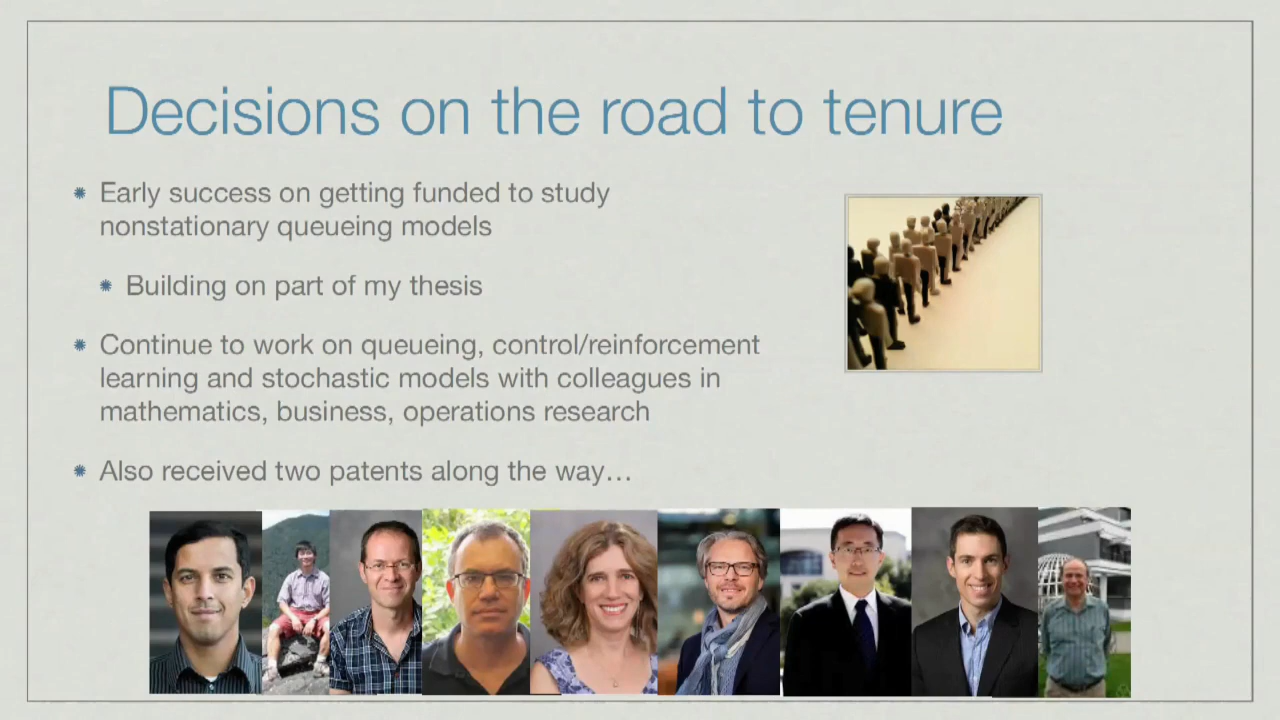 Decisions on the road to tenure
Early success on getting funded to study
nonstationary queueing models
Building on part of my thesis
Continue to work on queueing, control/reinforcement
learning and stochastic models with colleagues in
mathematics, business, operations research
Also received two patents along the way…